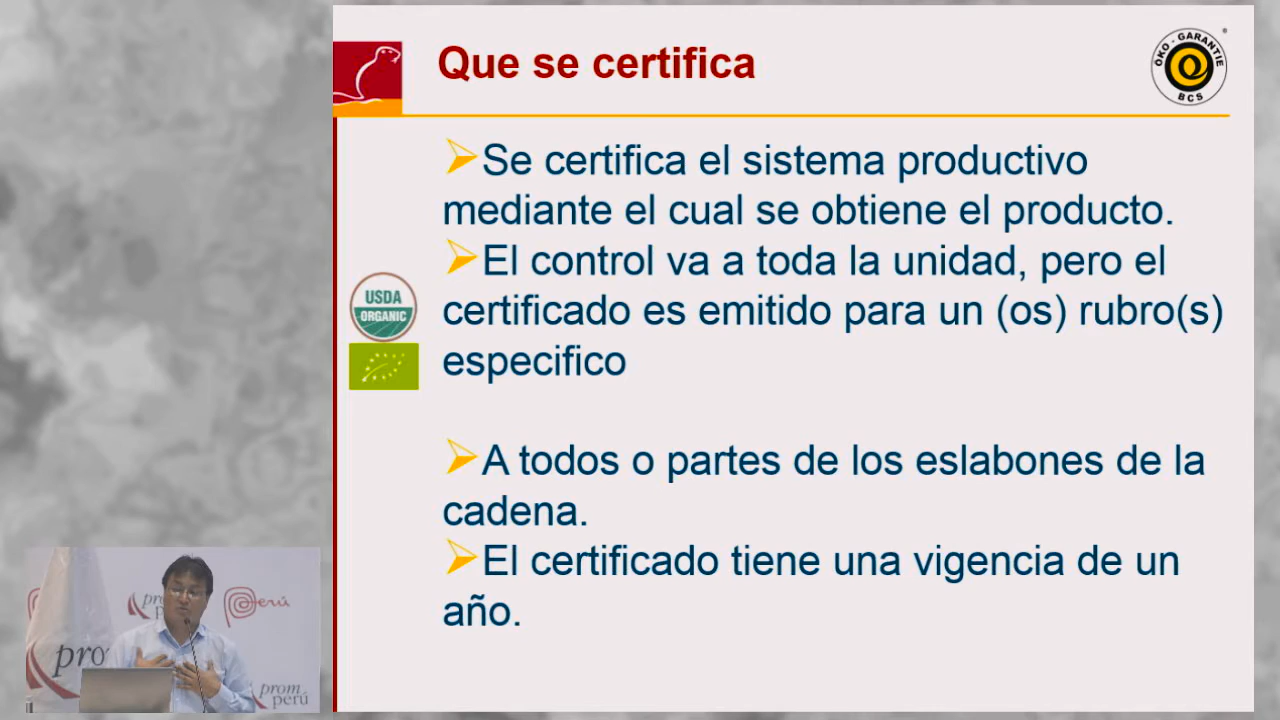 Que se certifica
ÖKO - GARANTIE
BCS
®
➢Se certifica el sistema productivo
mediante el cual se obtiene el producto.
➢El control va a toda la unidad, pero el
certificado es emitido para un (os) rubro(s)
especifico
➢A todos o partes de los eslabones de la
cadena.
➢El certificado tiene una vigencia de un
año.
USDA
ORGANIC
Perú
prom
prom
perú